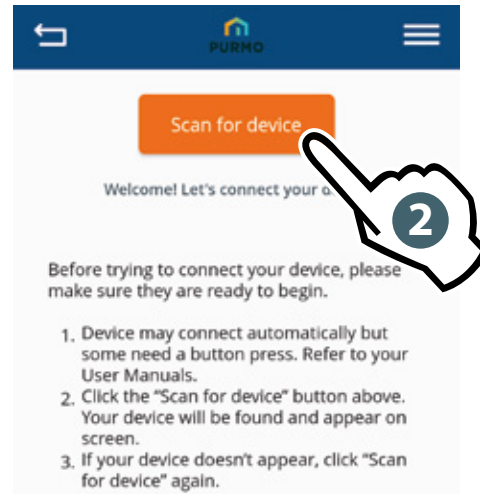 PURMO
Scan for device
Welcome! Let's connect your
2
Before trying to connect your device, please
make sure they are ready to begin.
1. Device may connect automatically but
some need a button press. Refer to your
User Manuals.
2. Click the "Scan for device" button above.
Your device will be found and appear on
screen.
3. If your device doesn't appear, click "Scan
for device" again.